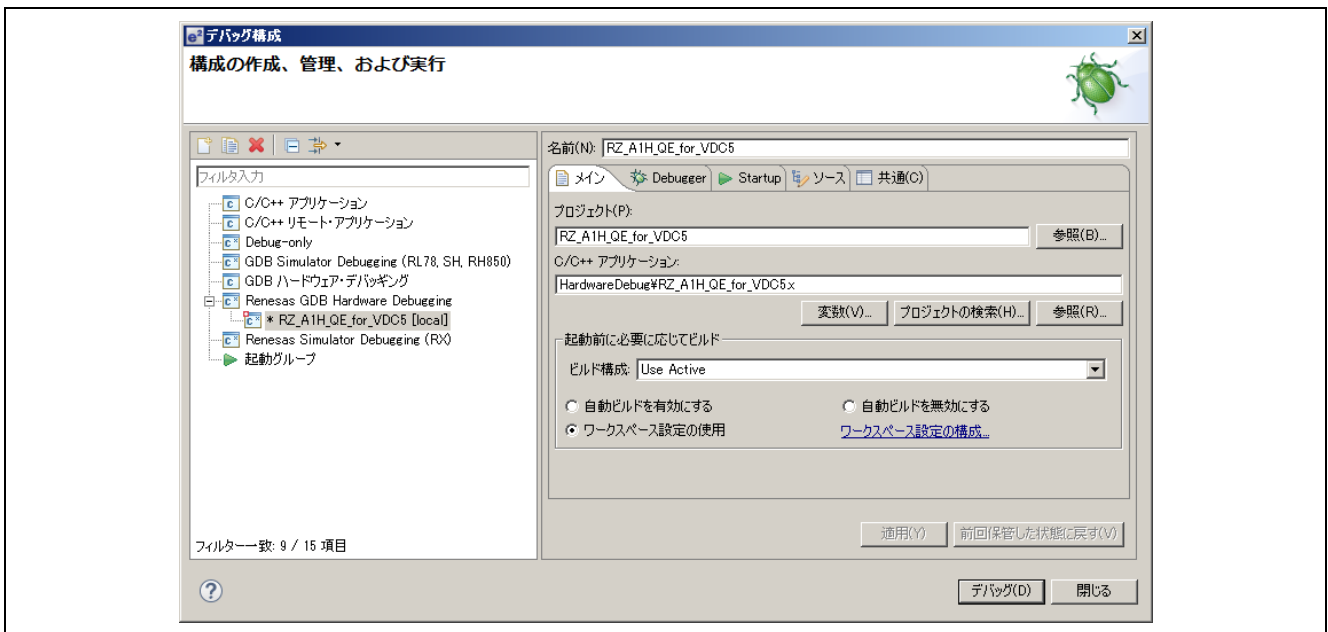 e² デバッグ構成
構成の作成、管理、および実行
フィルタ入力
C/C++ アプリケーション
C/C++ リモート・アプリケーション
Debug-only
GDB Simulator Debugging (RL78, SH, RH850)
GDB ハードウェア・デバッギング
Renesas GDB Hardware Debugging
* RZ_A1H_QE_for_VDC5 [local]
Renesas Simulator Debugging (RX)
起動グループ
フィルター一致: 9 / 15 項目
名前(N): RZ_A1H_QE_for_VDC5
メイン Debugger Startup ソース 共通(C)
プロジェクト(P):
RZ_A1H_QE_for_VDC5 参照(B)...
C/C++ アプリケーション:
HardwareDebug¥RZ_A1H_QE_for_VDC5.x
変数(V)... プロジェクトの検索(H)... 参照(R)...
起動前に必要に応じてビルド
ビルド構成: Use Active
自動ビルドを有効にする 自動ビルドを無効にする
ワークスペース設定の使用 ワークスペース設定の構成...
適用(Y) 前回保管した状態に戻す(V)
? デバッグ(D) 閉じる